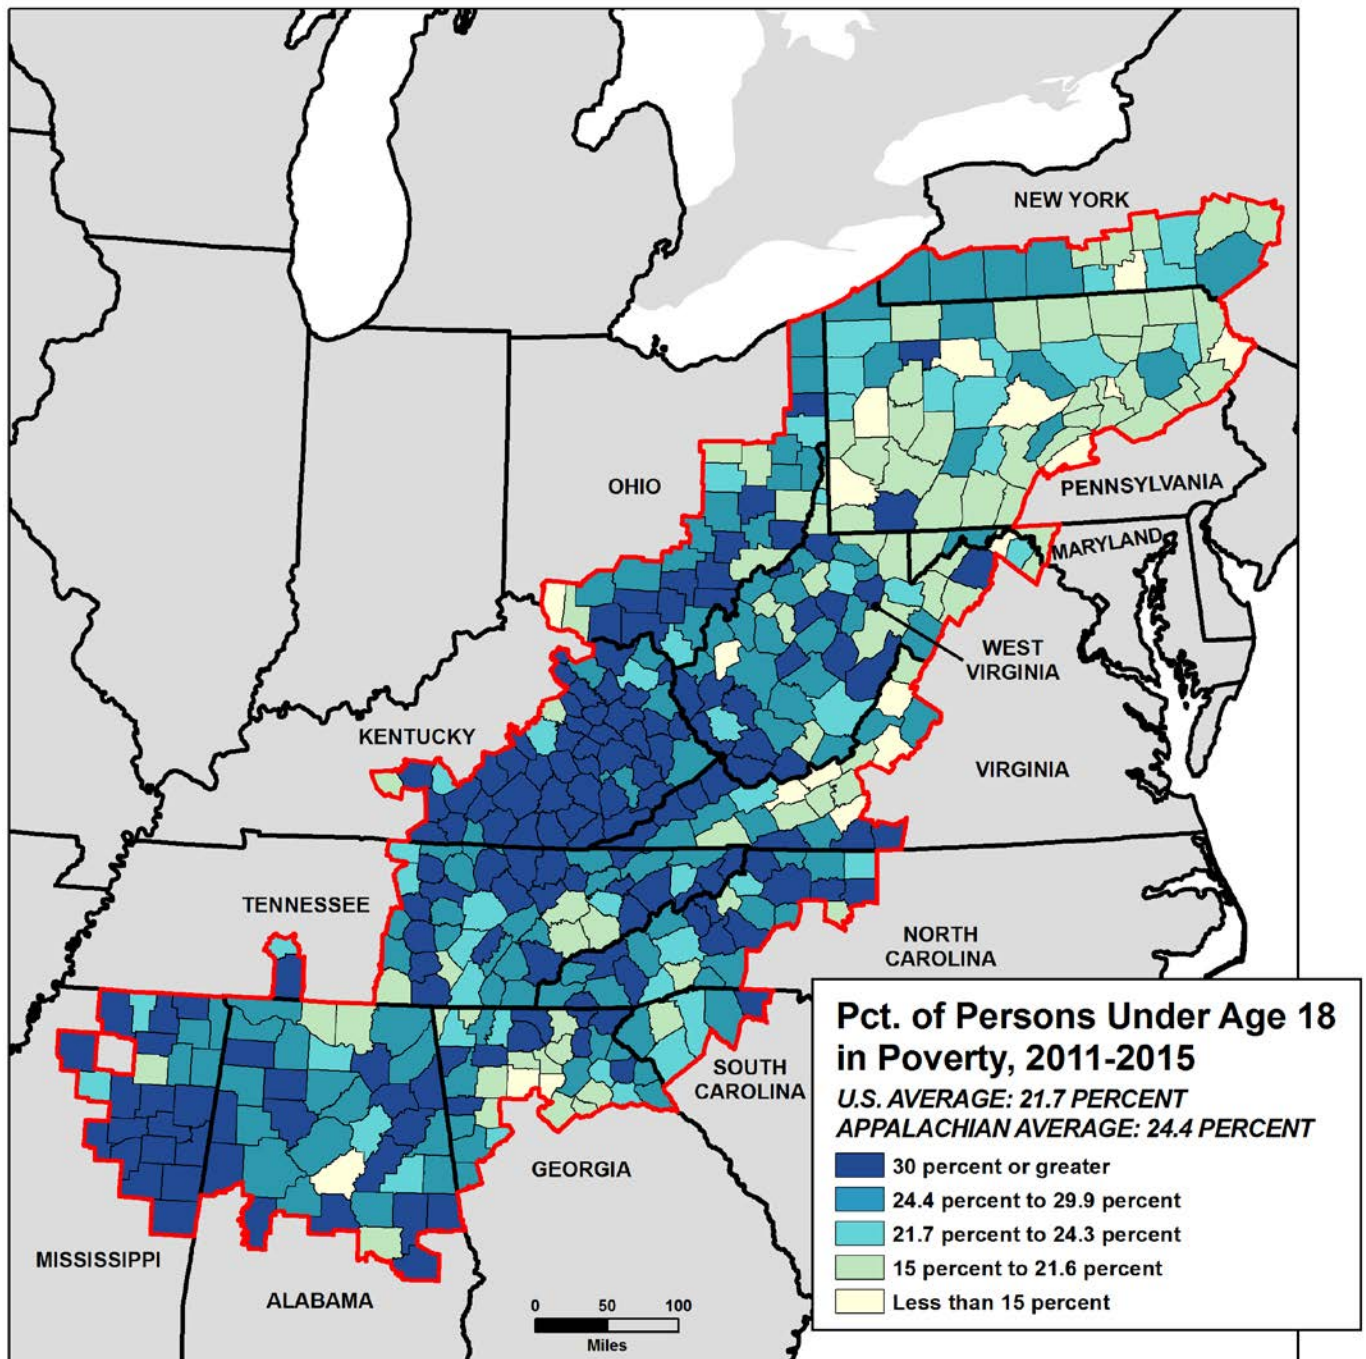 NEW YORK
PENNSYLVANIA
OHIO
MARYLAND
WEST
VIRGINIA
KENTUCKY
VIRGINIA
TENNESSEE
NORTH
CAROLINA
SOUTH
CAROLINA
GEORGIA
MISSISSIPPI
ALABAMA
0 50 100
Miles
Pct. of Persons Under Age 18
in Poverty, 2011-2015
U.S. AVERAGE: 21.7 PERCENT
APPALACHIAN AVERAGE: 24.4 PERCENT
30 percent or greater
24.4 percent to 29.9 percent
21.7 percent to 24.3 percent
15 percent to 21.6 percent
Less than 15 percent